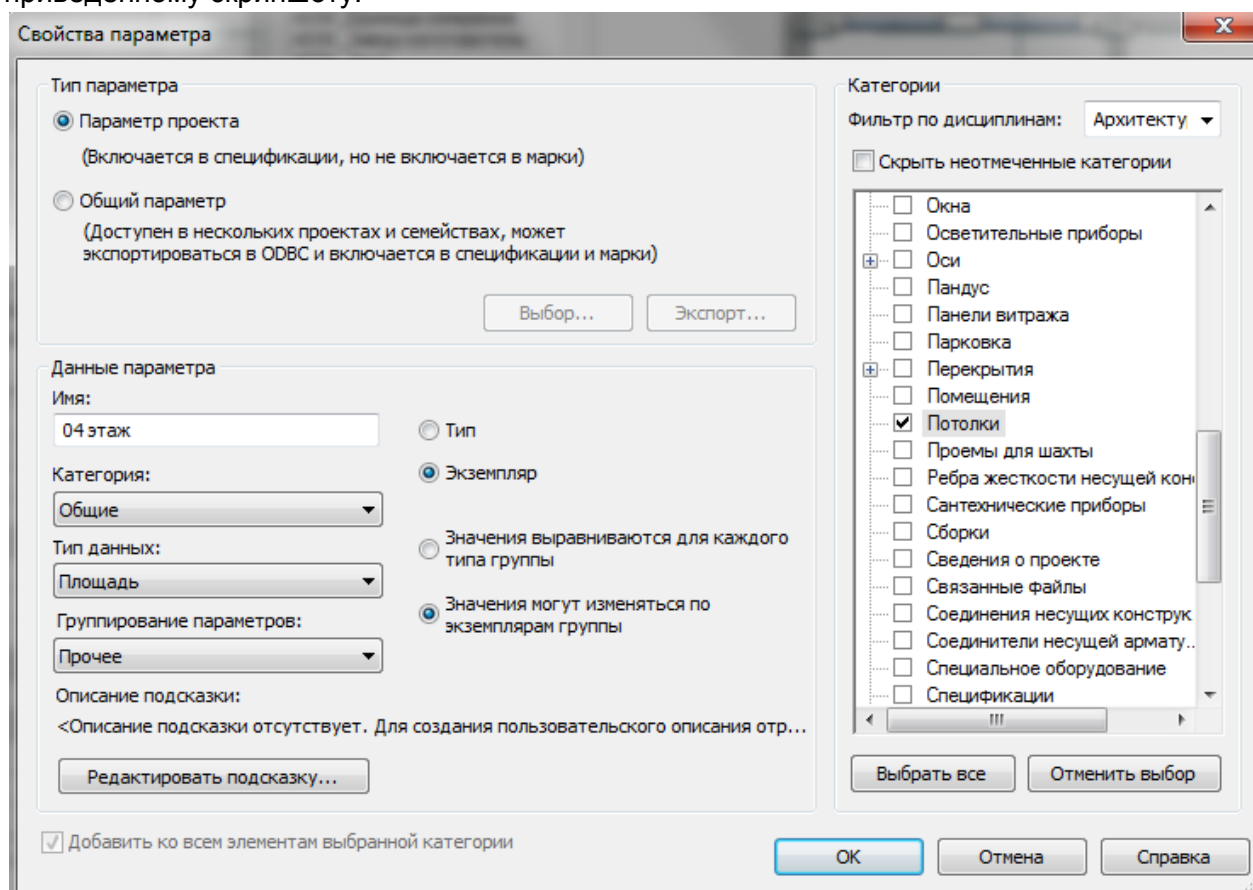 приведенному скриншоту.
Свойства параметра
Тип параметра
Параметр проекта
(Включается в спецификации, но не включается в марки)
Общий параметр
(Доступен в нескольких проектах и семействах, может
экспортироваться в ODBC и включается в спецификации и марки)
Выбор...
Экспорт...
Данные параметра
Имя:
04 этаж
Тип
Категория:
Экземпляр
Общие
Тип данных:
Значения выравниваются для каждого
типа группы
Площадь
Группирование параметров:
Значения могут изменяться по
экземплярам группы
Прочее
Описание подсказки:
<Описание подсказки отсутствует. Для создания пользовательского описания отр...
Редактировать подсказку...
Добавить ко всем элементам выбранной категории
Категории
Фильтр по дисциплинам:
Архитекту
Скрыть неотмеченные категории
Окна
Осветительные приборы
Оси
Пандус
Панели витража
Парковка
Перекрытия
Помещения
Потолки
Проемы для шахты
Ребра жесткости несущей кон
Сантехнические приборы
Сборки
Сведения о проекте
Связанные файлы
Соединения несущих конструк
Соединители несущей армату..
Специальное оборудование
Спецификации
Выбрать все
Отменить выбор
OK
Отмена
Справка